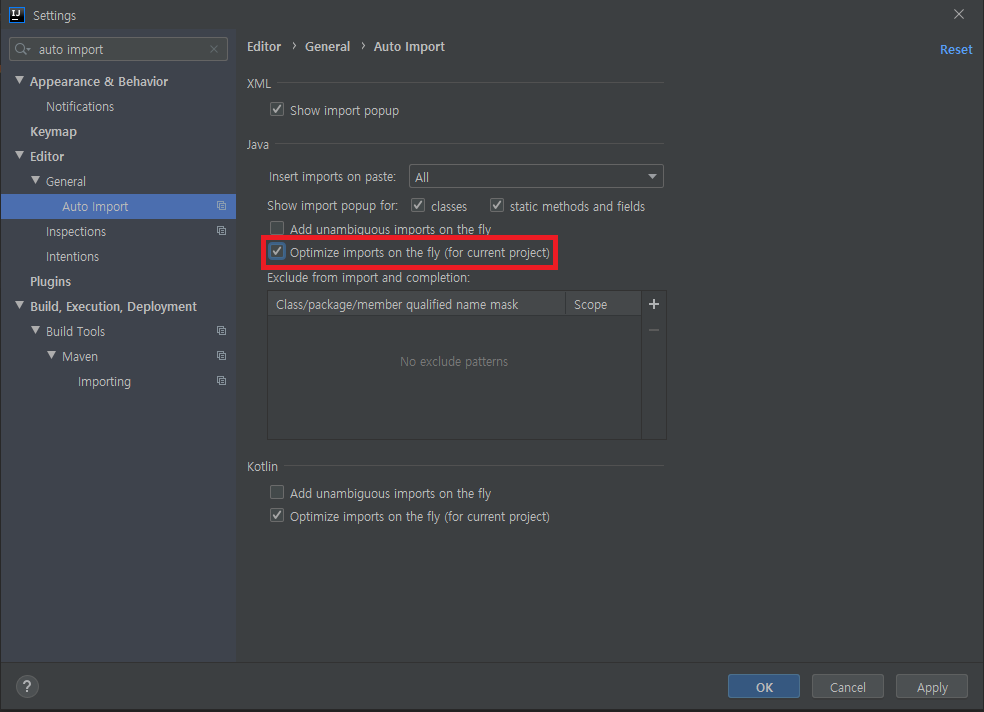 Settings
auto import
Appearance & Behavior
Notifications
Keymap
Editor
General
Auto Import
Inspections
Intentions
Plugins
Build, Execution, Deployment
Build Tools
Maven
Importing
Editor › General › Auto Import
Reset
XML
Show import popup
Java
Insert imports on paste: All
Show import popup for: classes static methods and fields
Add unambiguous imports on the fly
Optimize imports on the fly (for current project)
Exclude from import and completion:
Class/package/member qualified name mask Scope
No exclude patterns
Kotlin
Add unambiguous imports on the fly
Optimize imports on the fly (for current project)
?
OK Cancel Apply